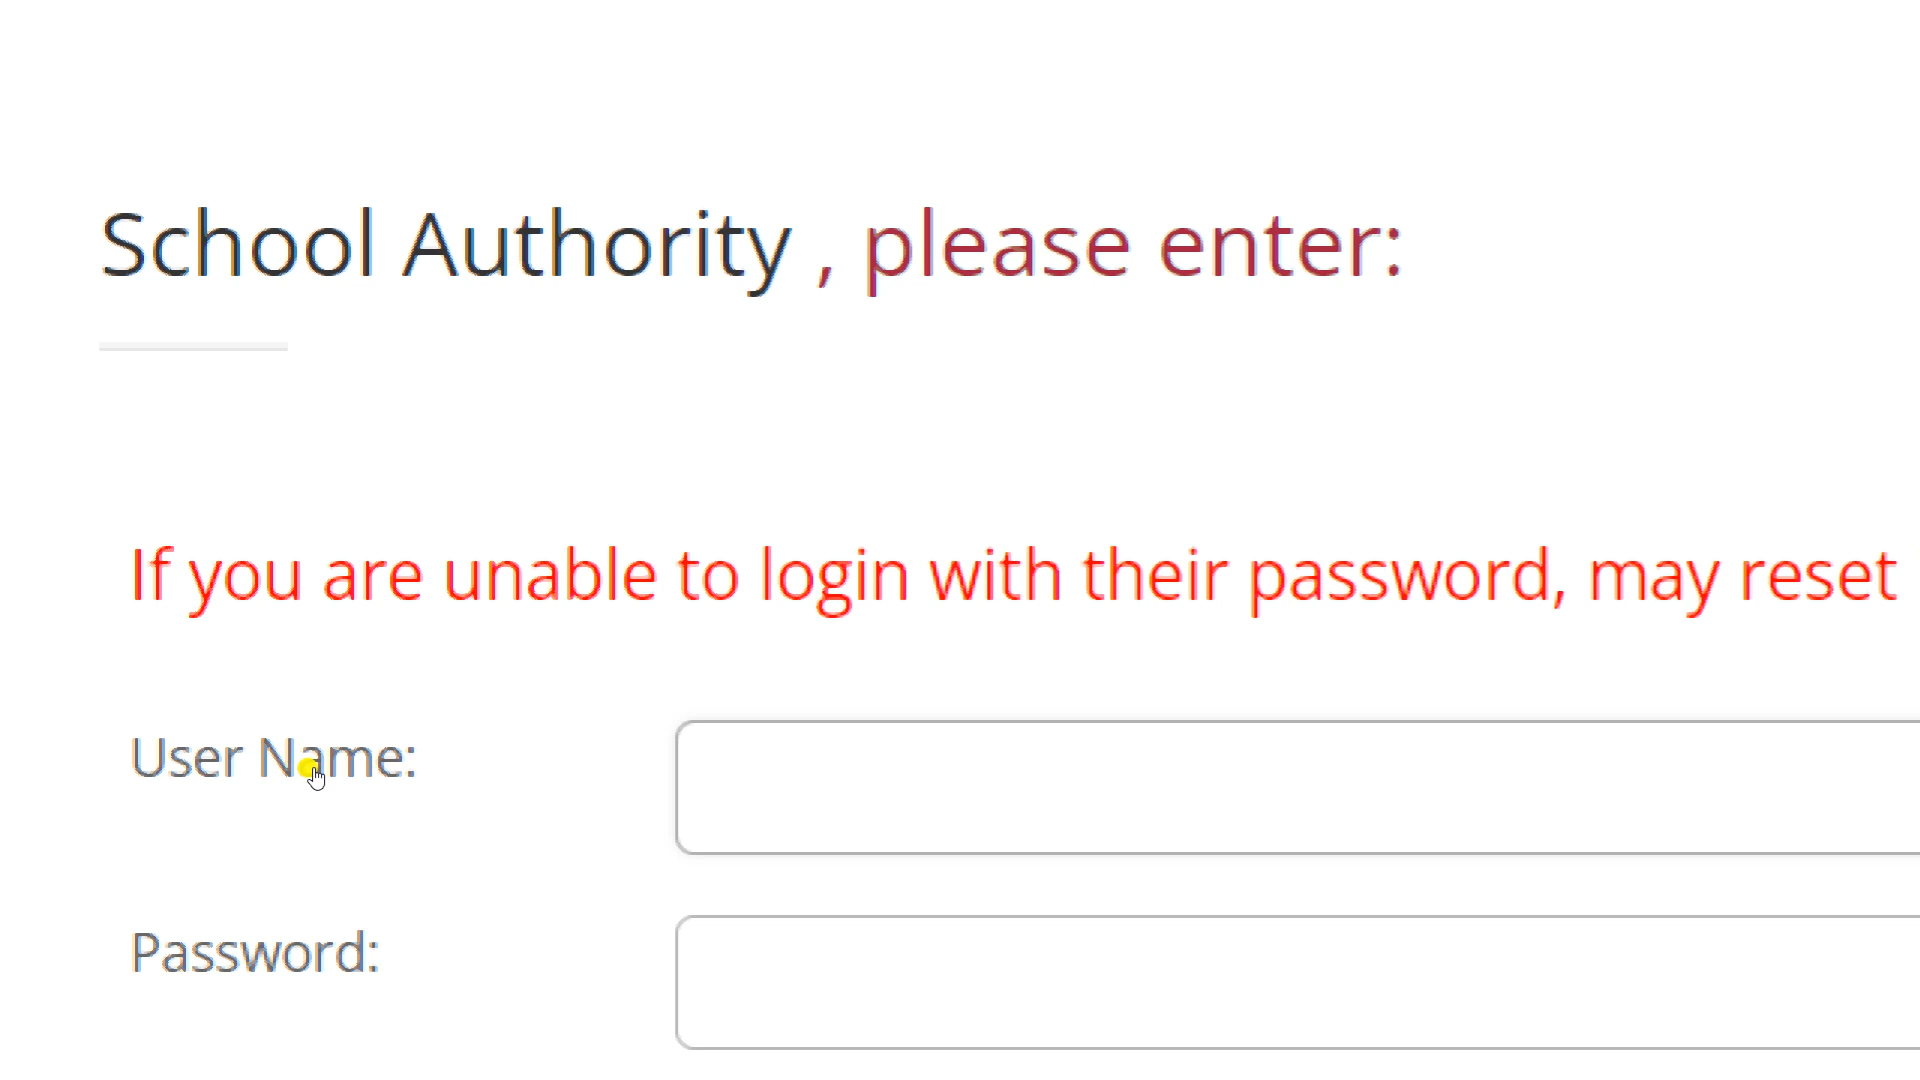 School Authority , please enter:
If you are unable to login with their password, may reset
User Name:
Password: